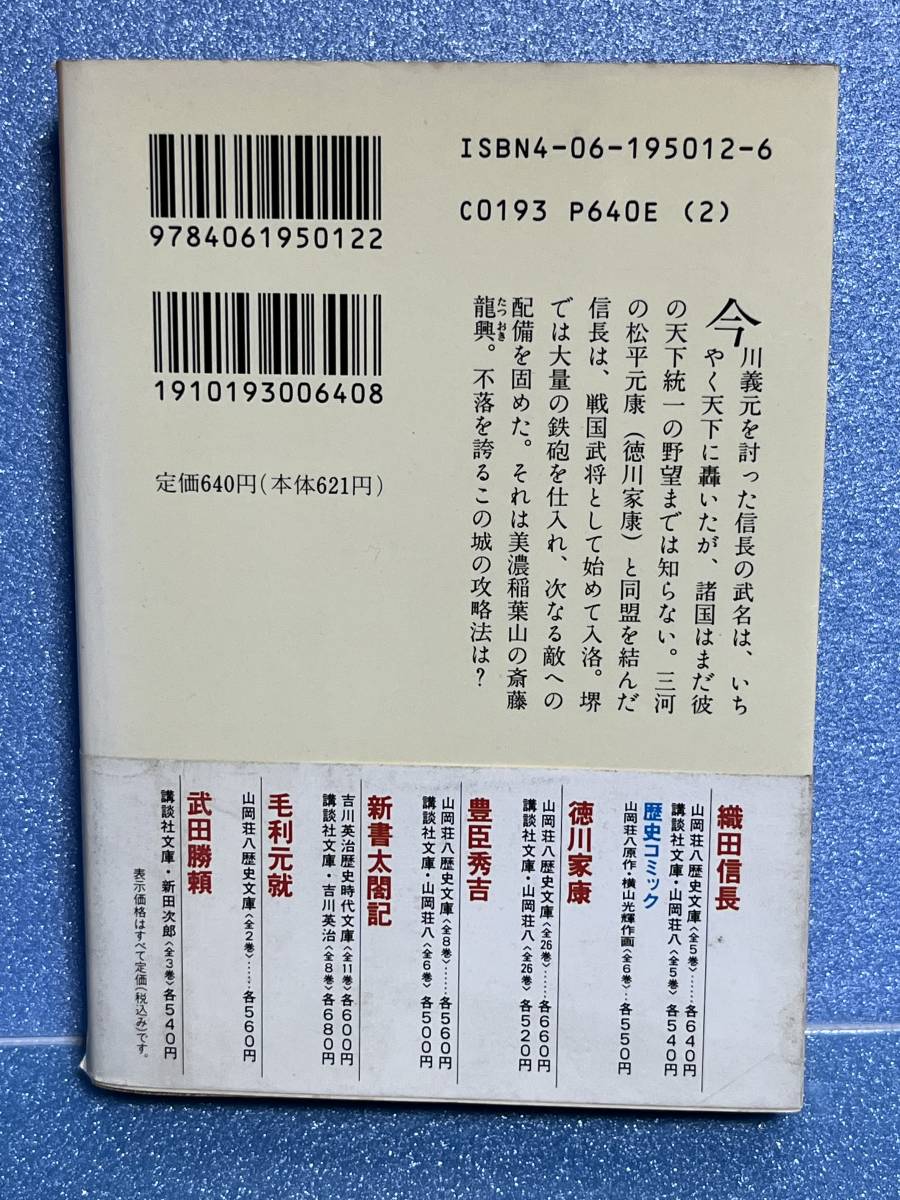 ISBN4-06-195012-6
C0193 P640E (2)
9784061950122
1910193006408
定価640円(本体621円)
今川義元を討った信長の武名は、いち
やく天下に轟いたが、諸国はまだ彼
の天下統一の野望までは知らない。三河
の松平元康（徳川家康）と同盟を結んだ
信長は、戦国武将として始めて入洛。堺
では大量の鉄砲を仕入れ、次なる敵への
配備を固めた。それは美濃稲葉山の斎藤
龍興。不落を誇るこの城の攻略法は？
たつおき
織田信長
山岡荘八歴史文庫〈全5巻〉……各640円
講談社文庫・山岡荘八〈全5巻〉各540円
歴史コミック
山岡荘八原作・横山光輝作画〈全6巻〉…各550円
徳川家康
山岡荘八歴史文庫〈全26巻〉……各660円
講談社文庫・山岡荘八〈全26巻〉各520円
豊臣秀吉
山岡荘八歴史文庫〈全8巻〉……各560円
講談社文庫・山岡荘八〈全6巻〉各500円
新書太閤記
吉川英治歴史時代文庫〈全11巻〉各600円
講談社文庫・吉川英治〈全8巻〉各680円
毛利元就
山岡荘八歴史文庫〈全2巻〉……各560円
武田勝頼
講談社文庫・新田次郎〈全3巻〉各540円
表示価格はすべて定価(税込み)です。